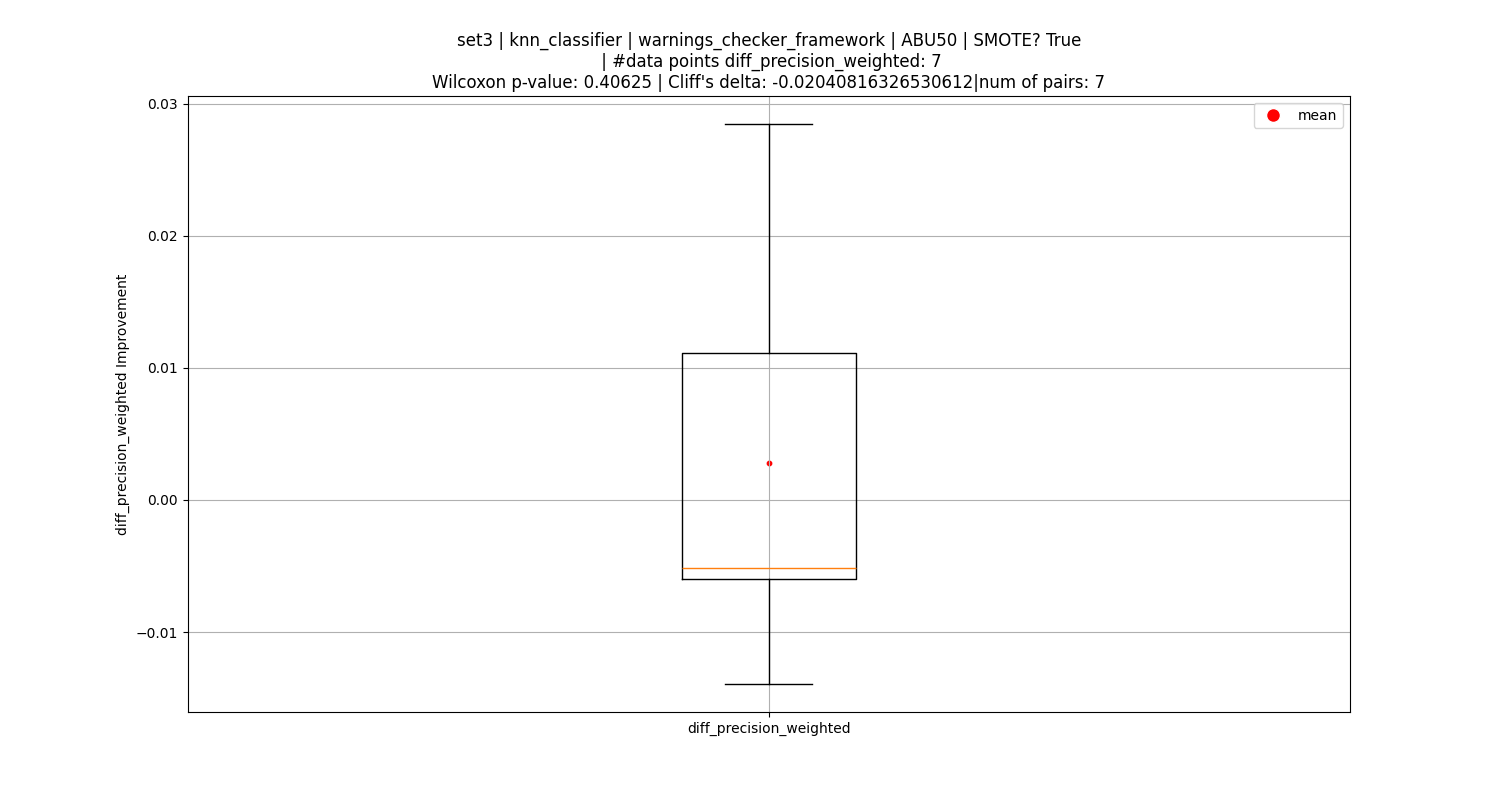 set3 | knn_classifier | warnings_checker_framework | ABU50 | SMOTE? True
| #data points diff_precision_weighted: 7
Wilcoxon p-value: 0.40625 | Cliff's delta: -0.02040816326530612|num of pairs: 7
mean
0.03
0.02
0.01
0.00
−0.01
diff_precision_weighted Improvement
diff_precision_weighted